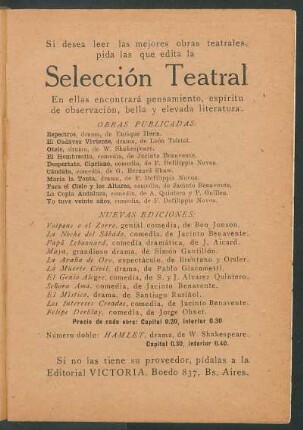 Si desea leer las mejores obras teatrales,
pida las que edita la
Selección Teatral
En ellas encontrará pensamiento, espíritu
de observación, bella y elevada literatura.
OBRAS PUBLICADAS:
Espectros, drama, de Enrique Ibsen.
El Cadáver Viviente, drama, de León Tolstoi.
Otelo, drama, de W. Shakespeare.
El Hombrecito, comedia, de Jacinto Benavente.
Despertate, Cipriano, comedia, de F. Defilippis Novoa.
Cándida, comedia, de G. Bernard Shaw.
María la Tonta, drama, de F. Defilippis Novoa.
Para el Cielo y los Altares, comedia, de Jacinto Benavente.
La Copla Andaluza, comedia, de A. Quintero y P. Guillen.
Yo tuve veinte años, comedia, de F. Defilippis Novoa.
NUEVAS EDICIONES:
Volpone o el Zorro, genial comedia, de Ben Jonson.
La Noche del Sábado, comedia, de Jacinto Benavente.
Papá Lebonnard, comedia dramática, de J. Aicard.
Maya, grandioso drama, de Simón Gantillón.
La Araña de Oro, espectáculo, de Brentano y Order.
La Muerte Civil, drama, de Pablo Giacometti.
El Genio Alegre, comedia, de S. y J. Alvarez Quintero.
Señora Ama, comedia, de Jacinto Benavente.
El Místico, drama, de Santiago Rusiñol.
Los Intereses Creados, comedia, de Jacinto Benavente.
Felipe Derblay, comedia, de Jorge Ohnet.
Precio de cada obra: Capital 0.20, interior 0.30
Número doble: HAMLET, drama, de W. Shakespeare.
Capital 0.30, interior 0.40.
Si no las tiene su proveedor, pídalas a la
Editorial VICTORIA. Boedo 837, Bs. Aires.